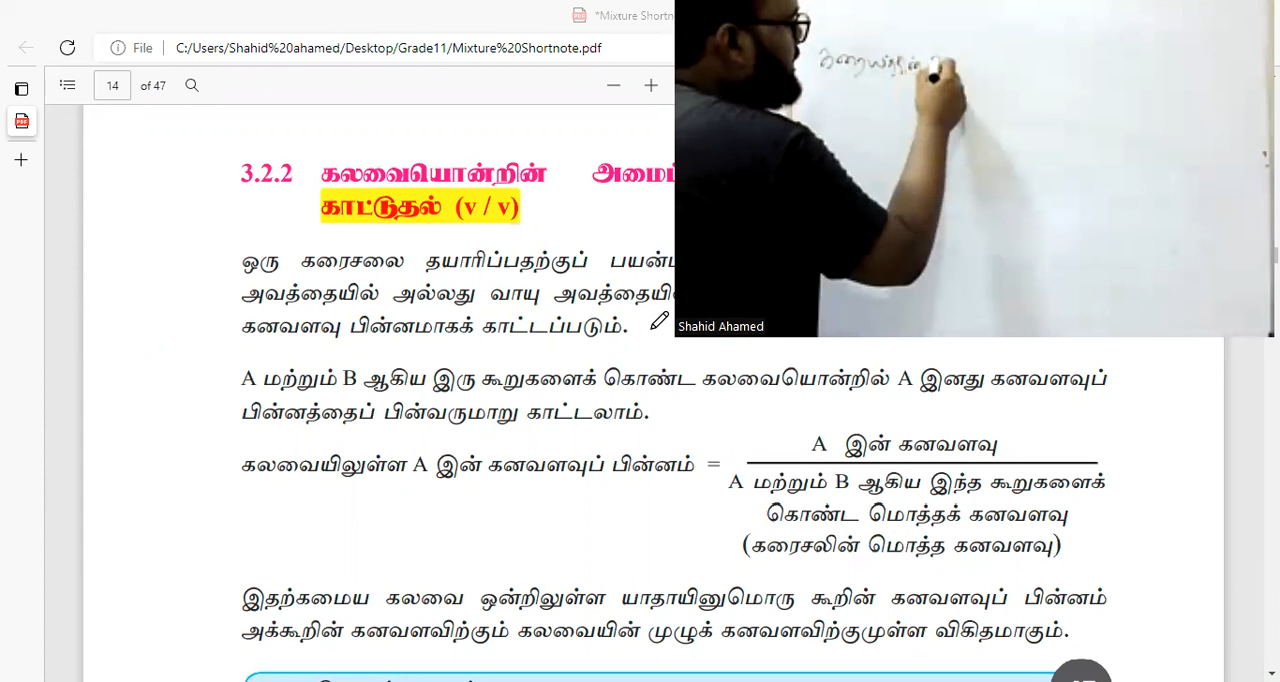 *Mixture Shortn
File C:/Users/Shahid%20ahamed/Desktop/Grade11/Mixture%20Shortnote.pdf
14 of 47
3.2.2 கலவையொன்றின்
காட்டுதல் (v / v)
ஒரு கரைசலை தயாரிப்பதற்குப்
அவத்தையில் அல்லது வாயு
கனவளவு பின்னமாகக் காட்டப்படும்.
கரையத்தின்
Shahid Ahamed
A மற்றும் B ஆகிய இரு கூறுகளைக் கொண்ட கலவையொன்றில் A இனது கனவளவுப்
பின்னத்தைப் பின்வருமாறு காட்டலாம்.
கலவையிலுள்ள A இன் கனவளவுப் பின்னம் =
A இன் கனவளவு
A மற்றும் B ஆகிய இந்த கூறுகளைக்
கொண்ட மொத்தக் கனவளவு
(கரைசலின் மொத்த கனவளவு)
இதற்கமைய கலவை ஒன்றிலுள்ள யாதாயினுமொரு கூறின் கனவளவுப் பின்னம்
அக்கூறின் கனவளவிற்கும் கலவையின் முழுக் கனவளவிற்குமுள்ள விகிதமாகும்.